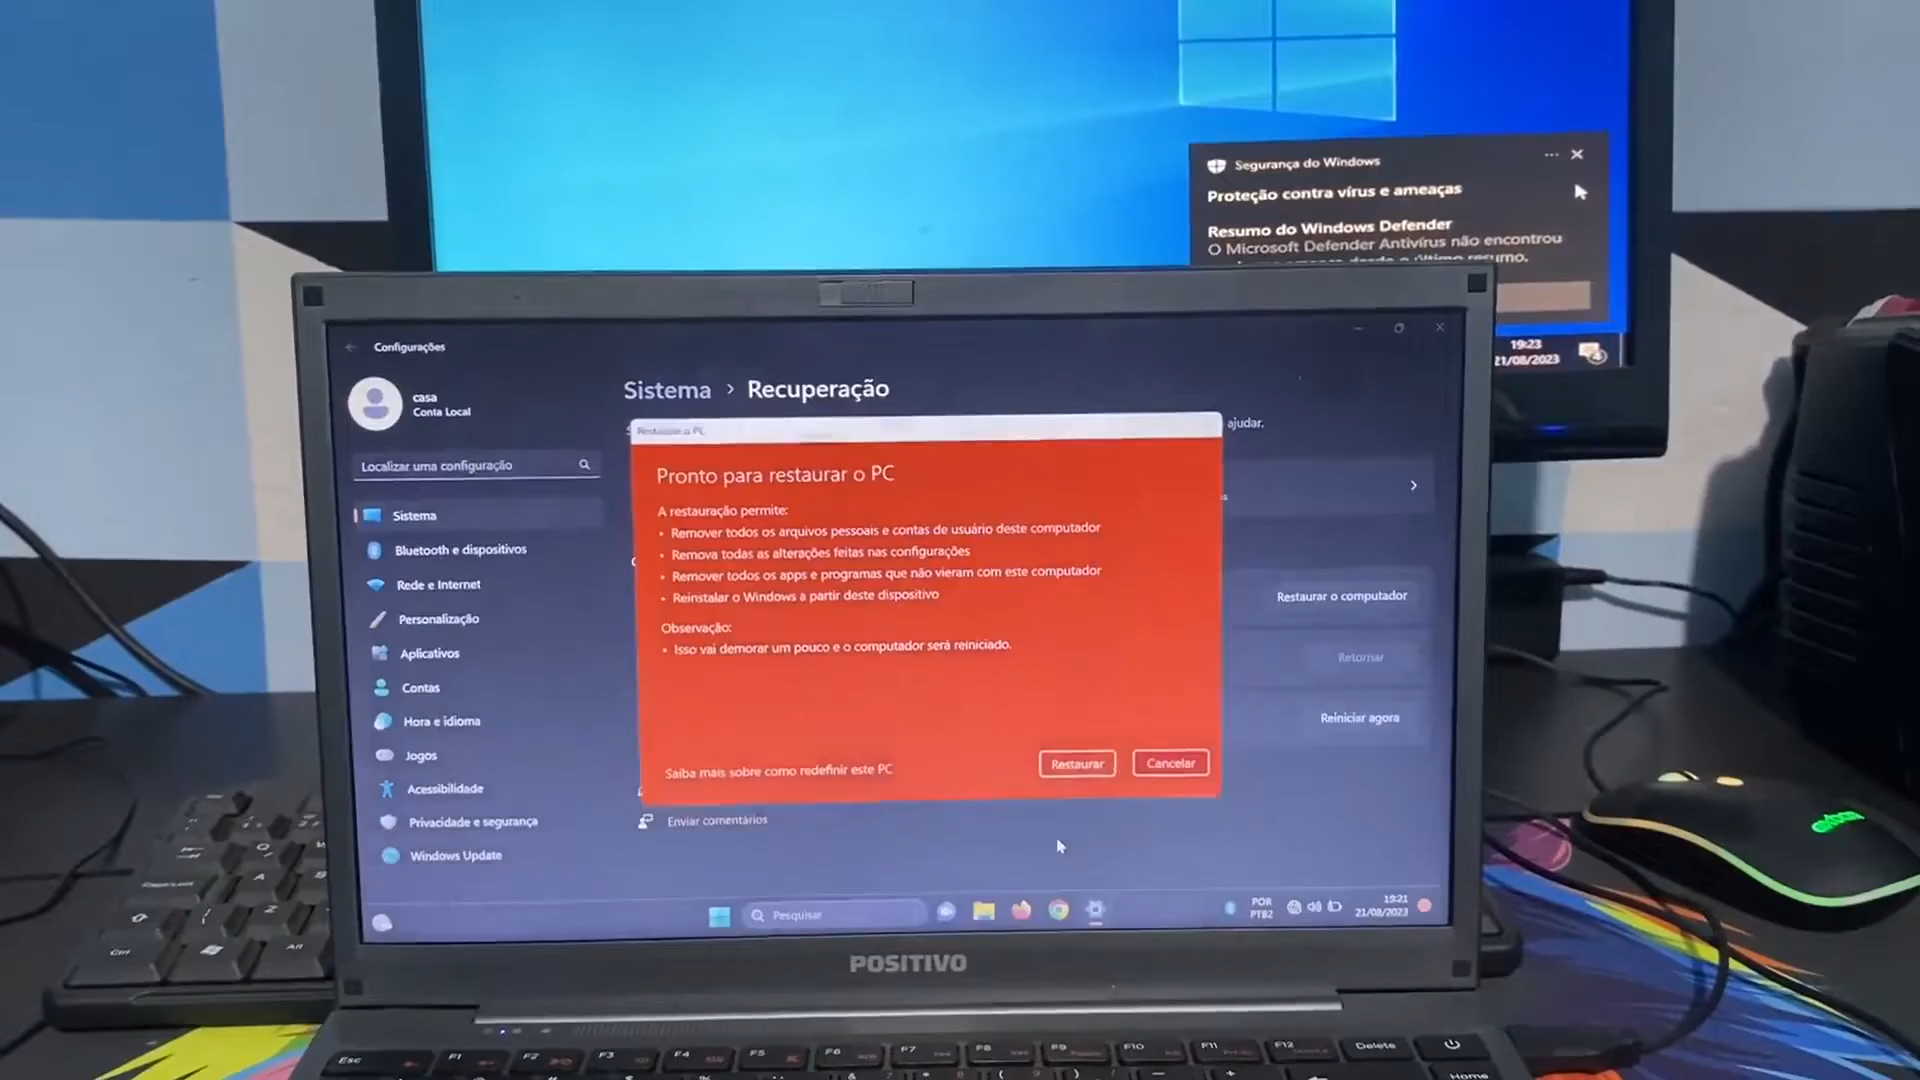 Segurança do Windows
Proteção contra vírus e ameaças
Resumo do Windows Defender
O Microsoft Defender Antivírus não encontrou
último resumo.
19:23
21/08/2023
4
Configurações
casa
Conta Local
Localizar uma configuração
Sistema
Bluetooth e dispositivos
Rede e Internet
Personalização
Aplicativos
Contas
Hora e idioma
Jogos
Acessibilidade
Privacidade e segurança
Windows Update
Sistema › Recuperação
ajudar.
Restaurar o PC
Pronto para restaurar o PC
A restauração permite:
• Remover todos os arquivos pessoais e contas de usuário deste computador
• Remova todas as alterações feitas nas configurações
• Remover todos os apps e programas que não vieram com este computador
• Reinstalar o Windows a partir deste dispositivo
Observação:
• Isso vai demorar um pouco e o computador será reiniciado.
Saiba mais sobre como redefinir este PC
Restaurar
Cancelar
Restaurar o computador
Retornar
Reiniciar agora
Enviar comentários
Pesquisar
POR
PTB2
19:21
21/08/2023
POSITIVO
Esc F1 F2 F3 F4 F5 F6 F7 F8 F9 F10 F11 F12 Delete
Home
Ctrl
Alt